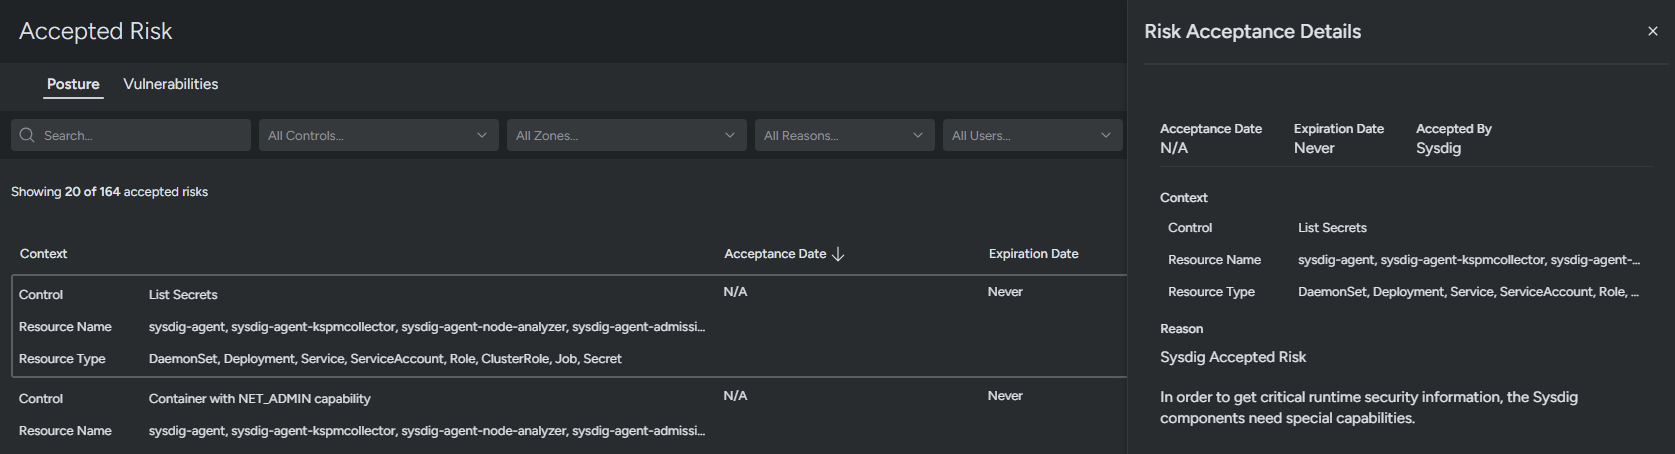 Accepted Risk
Posture Vulnerabilities
Search... All Controls... All Zones... All Reasons... All Users...
Showing 20 of 164 accepted risks
Context Acceptance Date Expiration Date
Control List Secrets N/A Never
Resource Name sysdig-agent, sysdig-agent-kspmcollector, sysdig-agent-node-analyzer, sysdig-agent-admissi...
Resource Type DaemonSet, Deployment, Service, ServiceAccount, Role, ClusterRole, Job, Secret
Control Container with NET_ADMIN capability N/A Never
Resource Name sysdig-agent, sysdig-agent-kspmcollector, sysdig-agent-node-analyzer, sysdig-agent-admissi...
Risk Acceptance Details
Acceptance Date Expiration Date Accepted By
N/A Never Sysdig
Context
Control List Secrets
Resource Name sysdig-agent, sysdig-agent-kspmcollector, sysdig-agent-...
Resource Type DaemonSet, Deployment, Service, ServiceAccount, Role, ...
Reason
Sysdig Accepted Risk
In order to get critical runtime security information, the Sysdig
components need special capabilities.